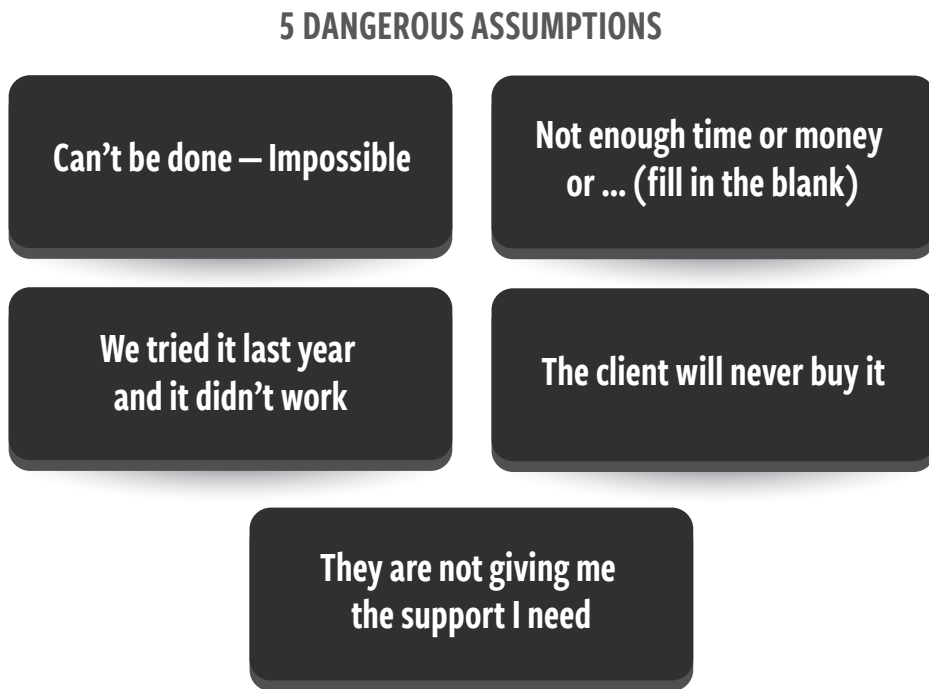 5 DANGEROUS ASSUMPTIONS
Can’t be done — Impossible
Not enough time or money
or ... (fill in the blank)
We tried it last year
and it didn’t work
The client will never buy it
They are not giving me
the support I need